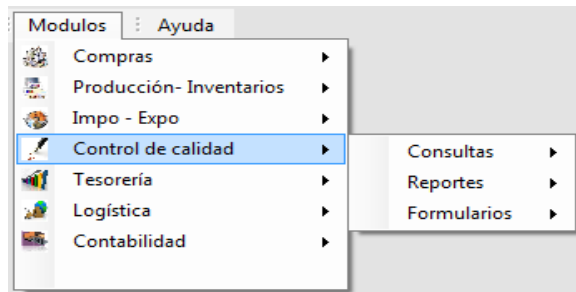 Modulos Ayuda
Compras
Producción- Inventarios
Impo - Expo
Control de calidad
Tesorería
Logística
Contabilidad
Consultas
Reportes
Formularios